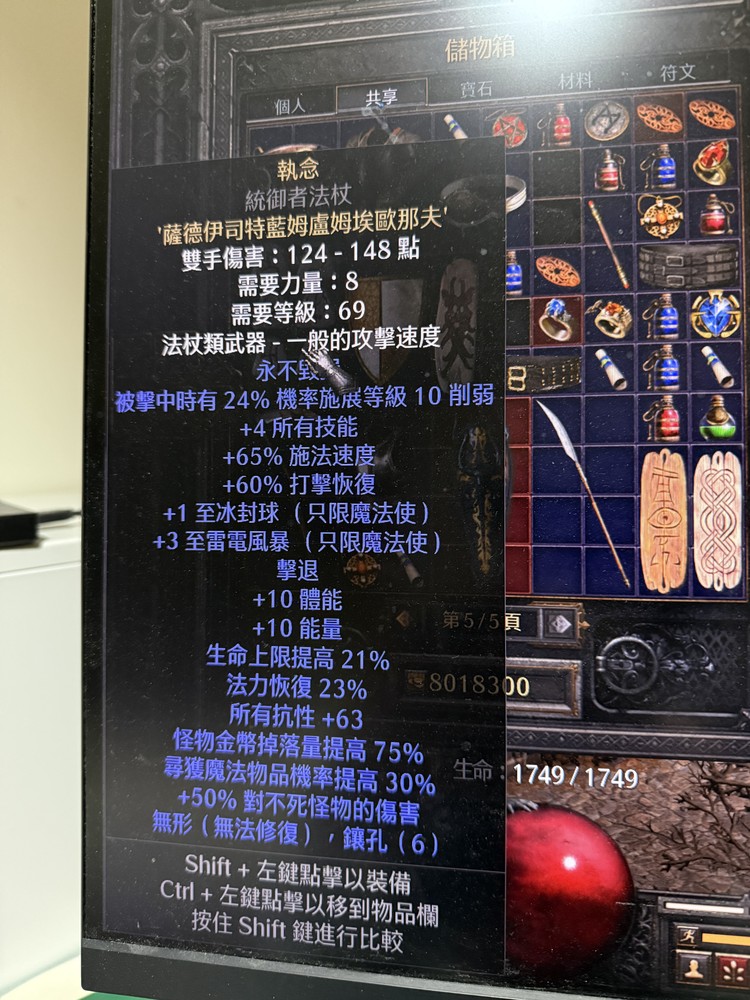 儲物箱
個人
共享
寶石
材料
符文
執念
統御者法杖
'薩德伊司特藍姆盧姆埃歐那夫'
雙手傷害：124 - 148 點
需要力量：8
需要等級：69
法杖類武器 - 一般的攻擊速度
永不毀
被擊中時有 24% 機率施展等級 10 削弱
+4 所有技能
+65% 施法速度
+60% 打擊恢復
+1 至冰封球（只限魔法使）
+3 至雷電風暴（只限魔法使）
擊退
+10 體能
+10 能量
生命上限提高 21%
法力恢復 23%
所有抗性 +63
怪物金幣掉落量提高 75%
尋獲魔法物品機率提高 30%
+50% 對不死怪物的傷害
無形（無法修復），鑲孔（6）
Shift + 左鍵點擊以裝備
Ctrl + 左鍵點擊以移到物品欄
按住 Shift 鍵進行比較
第5/5頁
8018300
生命：1749 / 1749